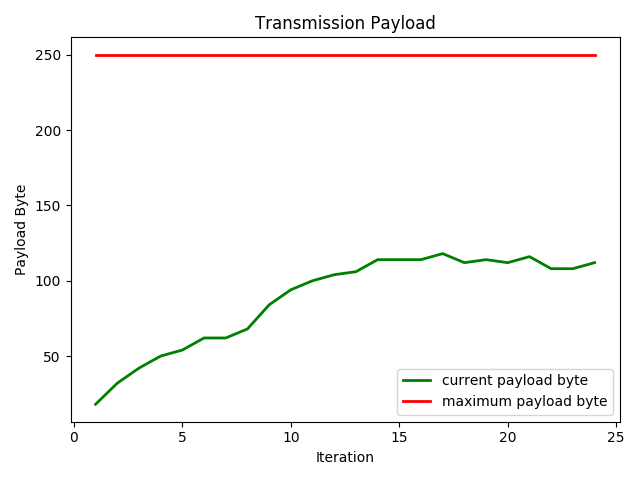 Transmission Payload
250
200
150
100
50
Payload Byte
current payload byte
maximum payload byte
0 5 10 15 20 25
Iteration